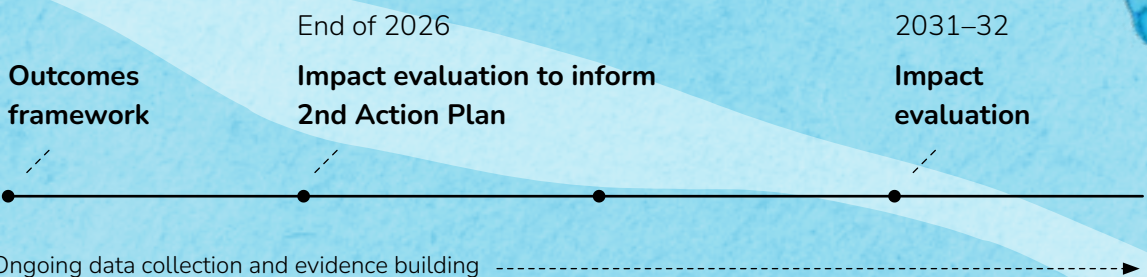 End of 2026
2031–32
Outcomes
framework
Impact evaluation to inform
2nd Action Plan
Impact
evaluation
Ongoing data collection and evidence building